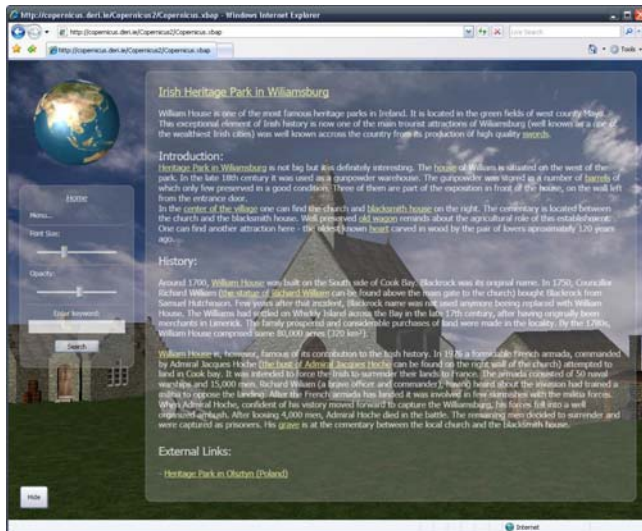 http://copernicus.deri.ie/Copernicus2/Copernicus.xbap - Windows Internet Explorer
http://copernicus.deri.ie/Copernicus2/Copernicus.xbap
Live Search
http://copernicus.deri.ie/Copernicus2/Copernicus.xbap
Tools
Home
Menu...
Font Size:
Opacity:
Enter keyword:
Search
Hide
Irish Heritage Park in Wiliamsburg
William House is one of the most famous heritage parks in Ireland. It is located in the green fields of west county Mayo.
This exceptional element of Irish history is now one of the main trourist attractions of Wiliamsburg (well known as one of
the wealthiest Irish cities) was well known accross the country from its production of high quality swords.
Introduction:
Heritage Park in Wiliamsburg is not big but it is definitely interesting. The house of William is situated on the west of the
park. In the late 18th century it was used as a gunpowder warehouse. The gunpowder was stored in a number of barrels
of which only few preserved in a good condition. Three of them are part of the exposition in front of the house, on the wall left
from the entrance door.
In the center of the village one can find the church and blacksmith house on the right. The cementary is located between
the church and the blacksmith house. Well preserved old wagon reminds about the agricultural role of this establishment.
One can find another attraction here - the oldest known heart carved in wood by the pair of lovers aproximately 120 years
ago.
History:
Around 1700, William House was built on the South side of Cook Bay. Blackrock was its original name. In 1750, Councillor
Richard William (the statue of Richard William can be found above the main gate to the church) bought Blackrock from
Samuel Hutchinson. Few years after that incident, Blackrock name was not used anymore boring replaced with William
House. The Williams had settled on Whiddy Island across the Bay in the late 17th century, after having originally been
merchants in Limerick. The family prospered and considerable purchases of land were made in the locality. By the 1780s,
William House comprised some 80,000 acres (320 km²).
William House is, however, famous of its contobution to the Irish history. In 1926 a formidable French armada, commanded
by Admiral Jacques Hoche (the bust of Admiral Jacques Hoche can be found on the right wall of the church) attempted to
land in Cook bay. It was intended to force the Irish to surrender their lands to France. The armada consisted of 50 naval
warships and 15,000 men. Richard William (a brave officer and commander), having heard about the invasion had trained a
militia to oppose the landing. After the French armada has landed it was involved in few skirmishes with the militia forces.
When Admiral Hoche, confident of his victory moved forward to capture the Williamsburg, his forces fell into a well
organized ambush. After loosing 4,000 men, Admiral Hoche died in the battle. The remaining men decided to surrender and
were captured as prisoners. His grave is at the cementary between the local church and the blacksmith house.
External Links:
- Heritage Park in Olsztyn (Poland)
Internet